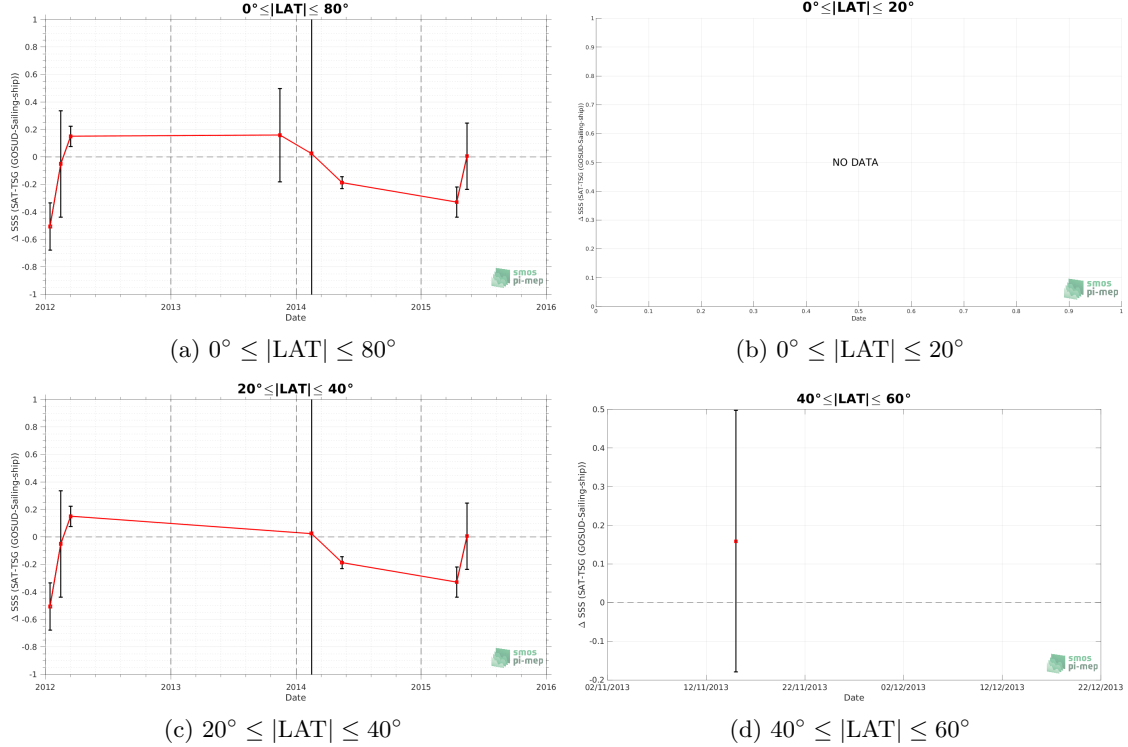 0°≤|LAT|≤ 80°
1
0.8
0.6
0.4
0.2
0
-0.2
-0.4
-0.6
-0.8
-1
Δ SSS (SAT-TSG (GOSUD-Sailing-ship))
2012
2013
2014
2015
2016
Date
smos
pi-mep
(a) 0° ≤ |LAT| ≤ 80°
0°≤|LAT|≤ 20°
1
0.9
0.8
0.7
0.6
0.5
0.4
0.3
0.2
0.1
0
Δ SSS (SAT-TSG (GOSUD-Sailing-ship))
NO DATA
0
0.1
0.2
0.3
0.4
0.5
0.6
0.7
0.8
0.9
1
Date
smos
pi-mep
(b) 0° ≤ |LAT| ≤ 20°
20°≤|LAT|≤ 40°
1
0.8
0.6
0.4
0.2
0
-0.2
-0.4
-0.6
-0.8
-1
Δ SSS (SAT-TSG (GOSUD-Sailing-ship))
2012
2013
2014
2015
2016
Date
smos
pi-mep
(c) 20° ≤ |LAT| ≤ 40°
40°≤|LAT|≤ 60°
0.5
0.4
0.3
0.2
0.1
0
-0.1
-0.2
Δ SSS (SAT-TSG (GOSUD-Sailing-ship))
02/11/2013
12/11/2013
22/11/2013
02/12/2013
12/12/2013
22/12/2013
Date
smos
pi-mep
(d) 40° ≤ |LAT| ≤ 60°